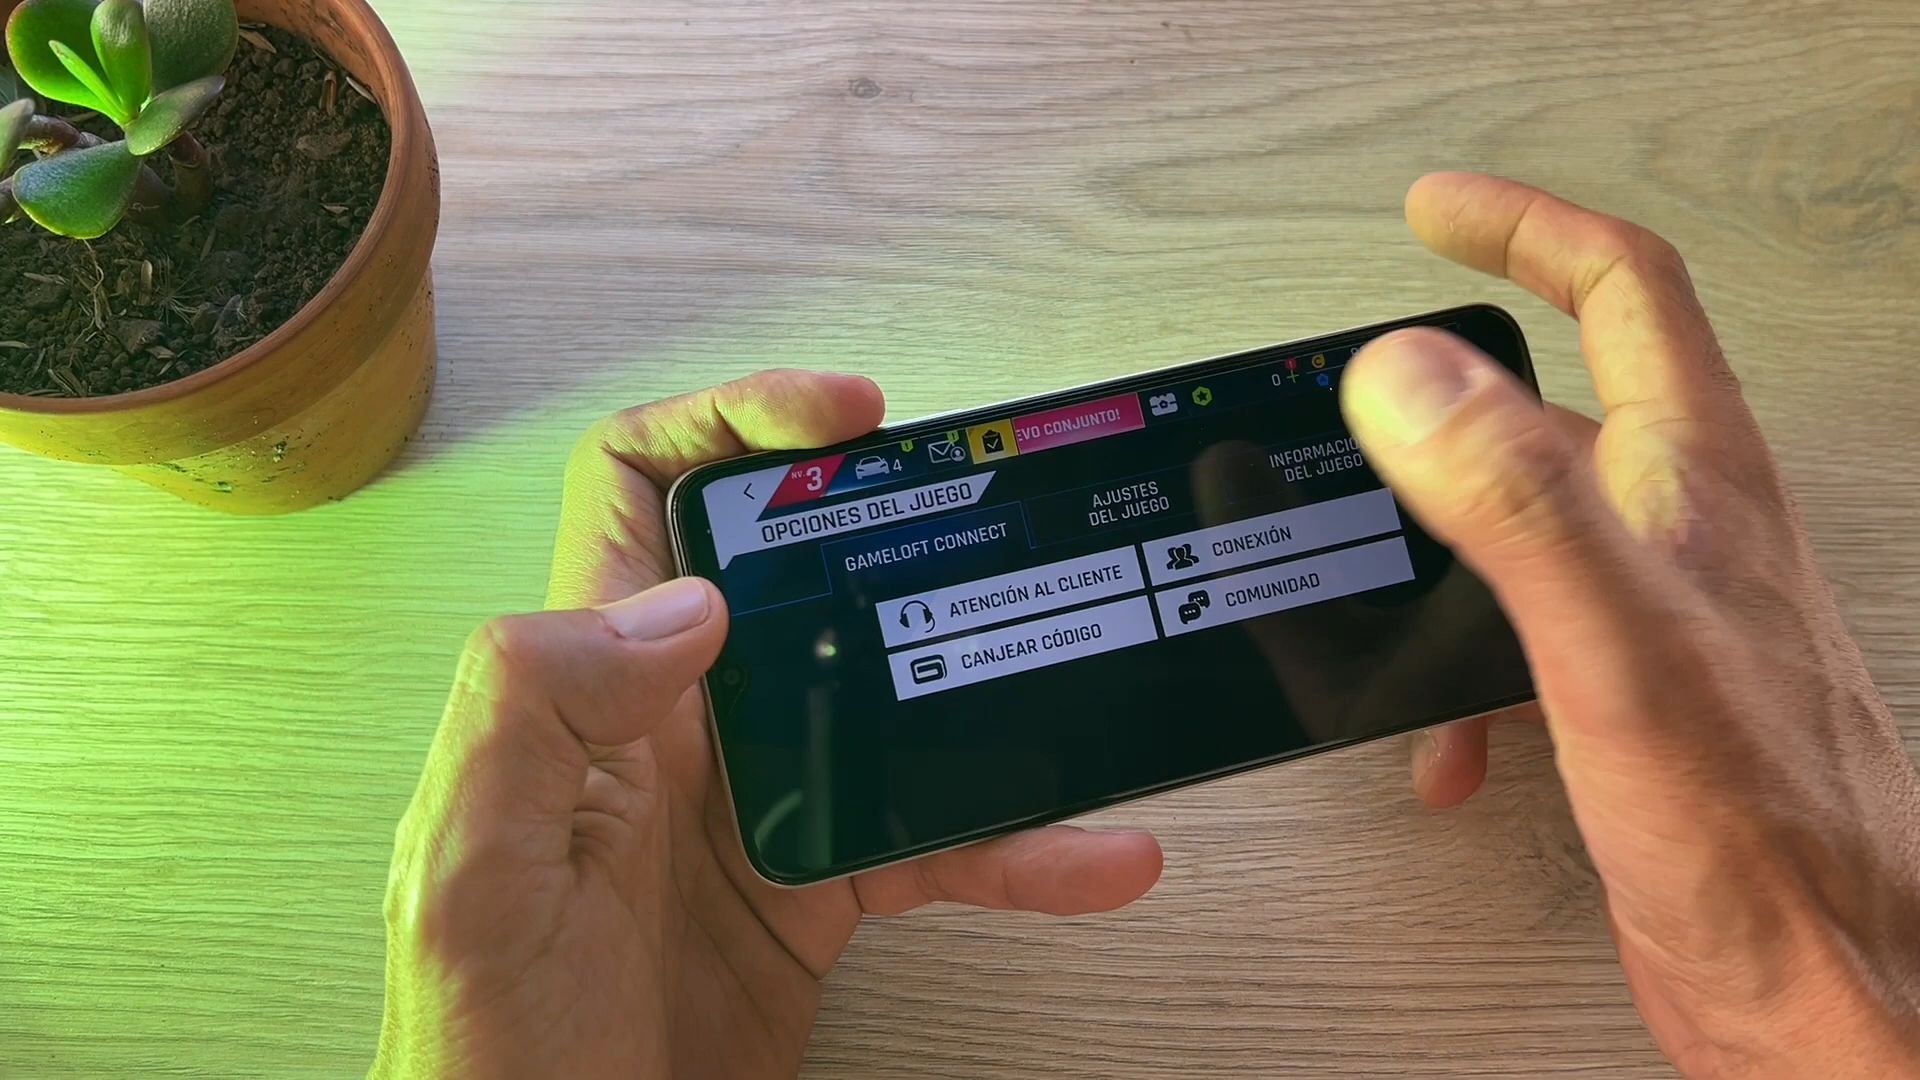 NV. 3
4
EVO CONJUNTO!
0
OPCIONES DEL JUEGO
GAMELOFT CONNECT
AJUSTES
DEL JUEGO
INFORMACIÓ
DEL JUEGO
ATENCIÓN AL CLIENTE
CONEXIÓN
CANJEAR CÓDIGO
COMUNIDAD